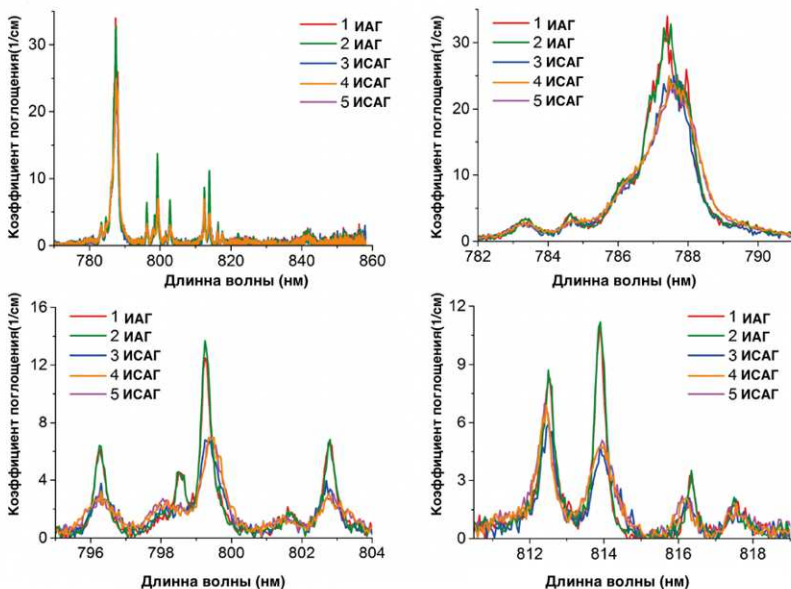 Коэффициент поглощения(1/см)
30
20
10
0
780
800
820
840
860
Длинна волны (нм)
1 ИАГ
2 ИАГ
3 ИСАГ
4 ИСАГ
5 ИСАГ
Коэффициент поглощения(1/см)
30
20
10
0
782
784
786
788
790
Длинна волны (нм)
1 ИАГ
2 ИАГ
3 ИСАГ
4 ИСАГ
5 ИСАГ
Коэффициент поглощения(1/см)
16
12
8
4
0
796
798
800
802
804
Длинна волны (нм)
1 ИАГ
2 ИАГ
3 ИСАГ
4 ИСАГ
5 ИСАГ
Коэффициент поглощения(1/см)
12
9
6
3
0
812
814
816
818
Длинна волны (нм)
1 ИАГ
2 ИАГ
3 ИСАГ
4 ИСАГ
5 ИСАГ